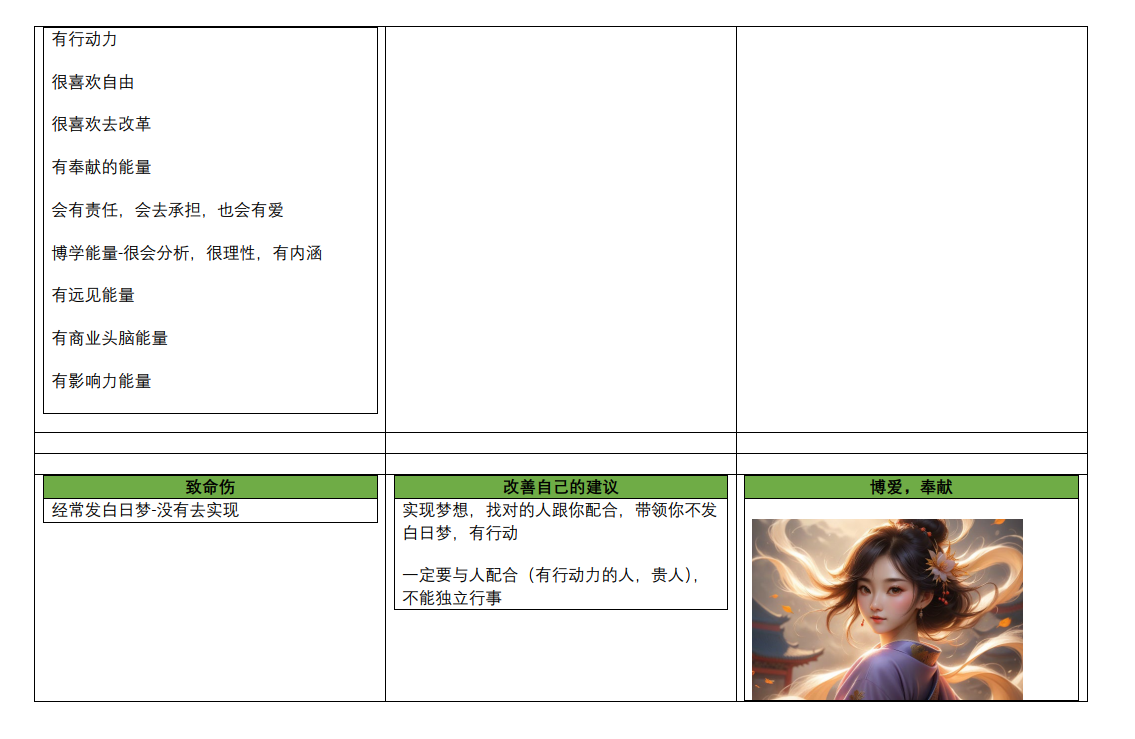 有行动力
很喜欢自由
很喜欢去改革
有奉献的能量
会有责任，会去承担，也会有爱
博学能量-很会分析，很理性，有内涵
有远见能量
有商业头脑能量
有影响力能量
致命伤
经常发白日梦-没有去实现
改善自己的建议
实现梦想，找对的人跟你配合，带领你不发
白日梦，有行动
一定要与人配合（有行动力的人，贵人），
不能独立行事
博爱，奉献